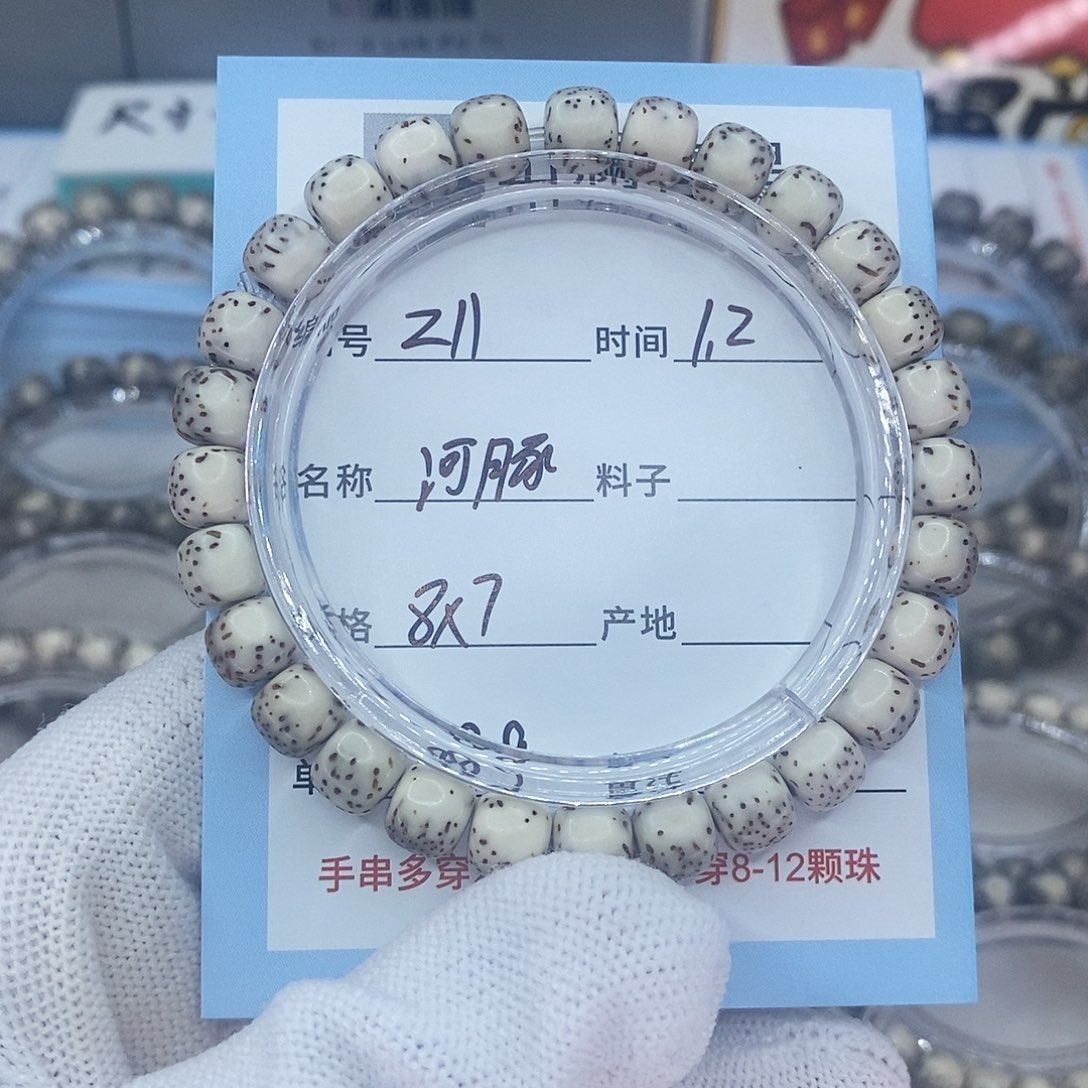 号 Z11 时间 1.2
名称 河豚 料子
格 8x7 产地
手串多穿 穿8-12颗珠